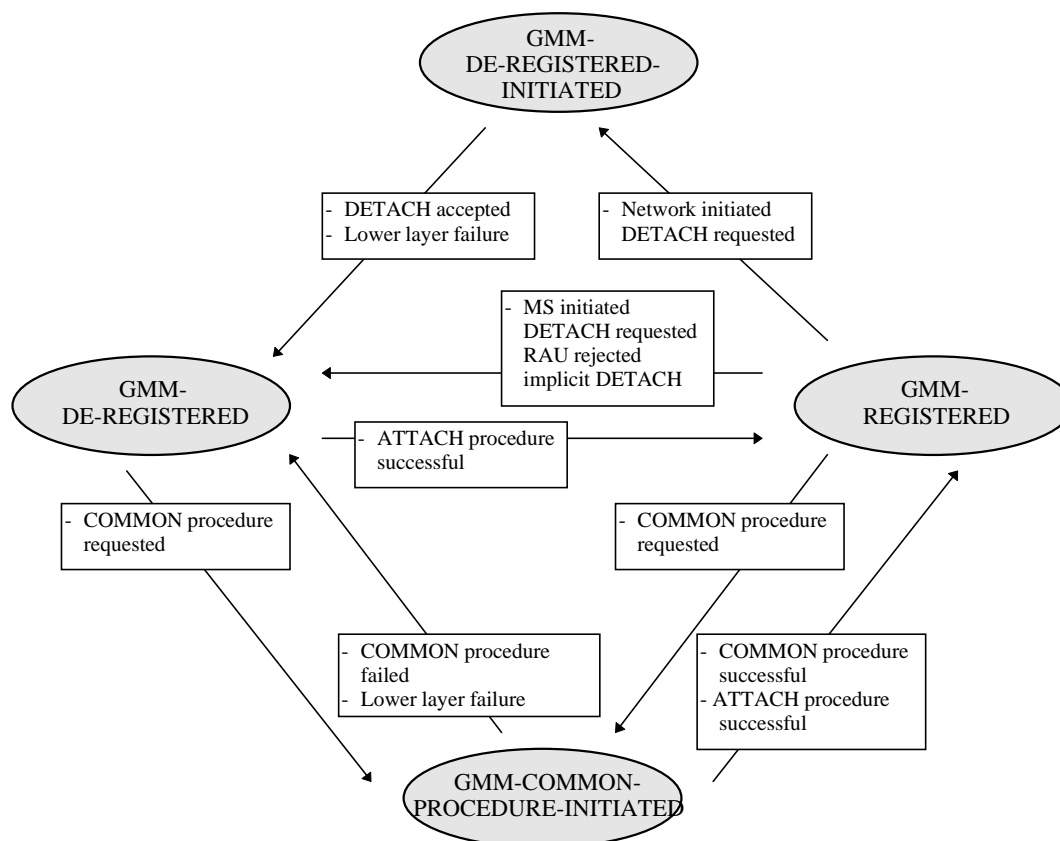 GMM-
DE-REGISTERED-
INITIATED
- DETACH accepted
- Lower layer failure
- Network initiated
DETACH requested
- MS initiated
DETACH requested
RAU rejected
implicit DETACH
GMM-
DE-REGISTERED
GMM-
REGISTERED
- ATTACH procedure
successful
- COMMON procedure
requested
- COMMON procedure
requested
- COMMON procedure
failed
- Lower layer failure
- COMMON procedure
successful
- ATTACH procedure
successful
GMM-COMMON-
PROCEDURE-INITIATED